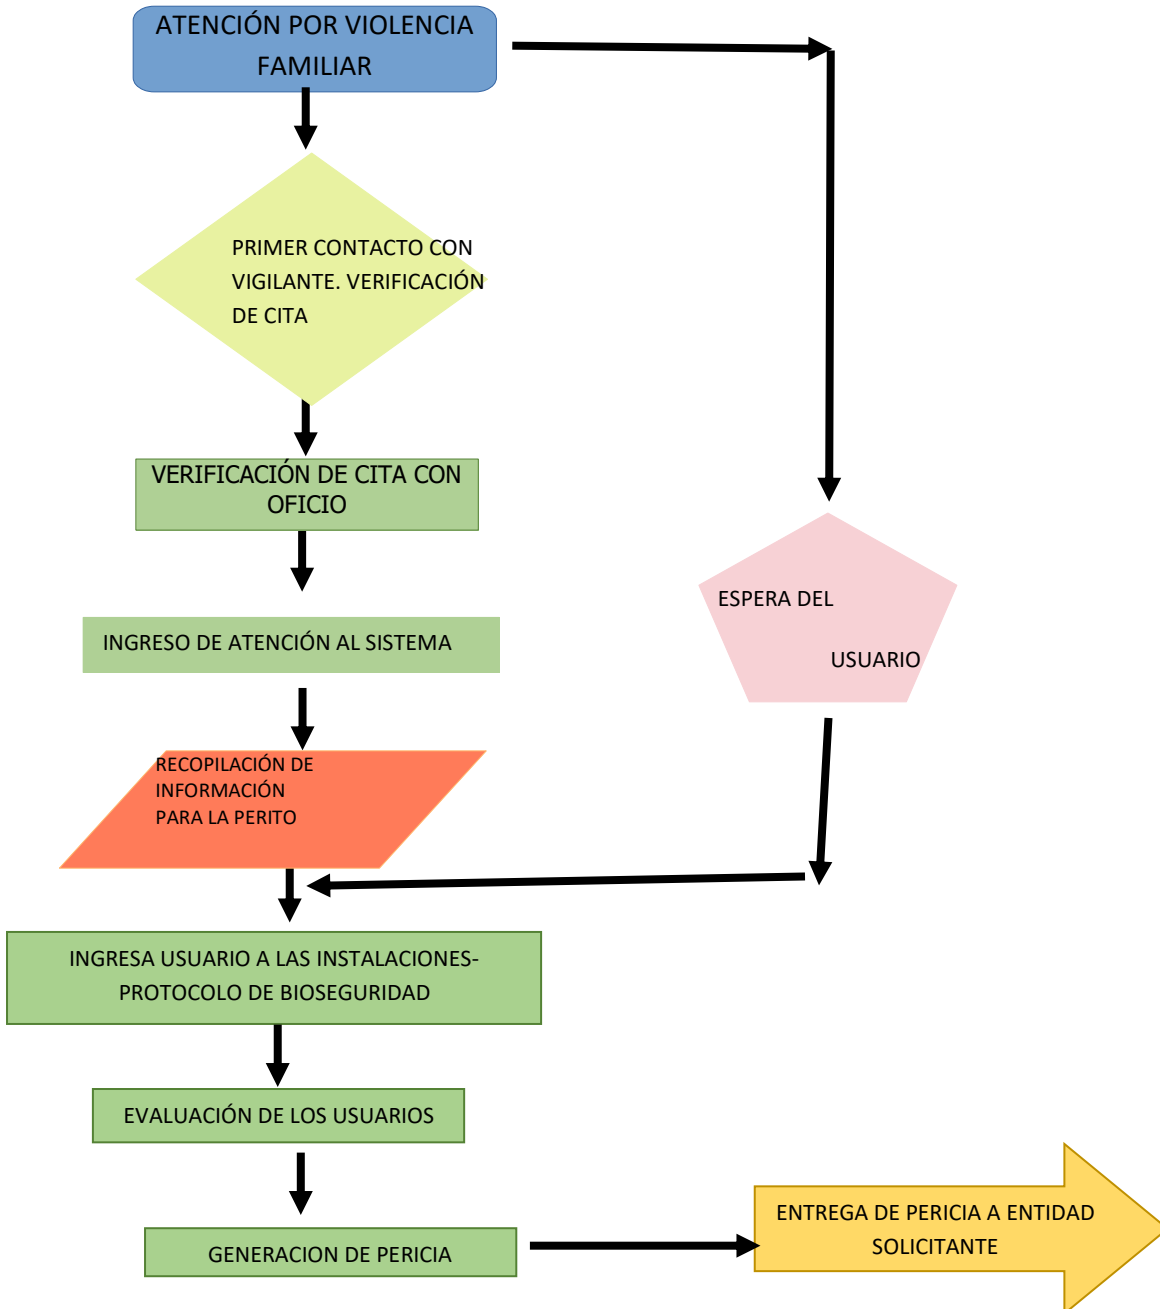 ATENCIÓN POR VIOLENCIA
FAMILIAR
PRIMER CONTACTO CON
VIGILANTE. VERIFICACIÓN
DE CITA
VERIFICACIÓN DE CITA CON
OFICIO
ESPERA DEL
USUARIO
INGRESO DE ATENCIÓN AL SISTEMA
RECOPILACIÓN DE
INFORMACIÓN
PARA LA PERITO
INGRESA USUARIO A LAS INSTALACIONES-
PROTOCOLO DE BIOSEGURIDAD
EVALUACIÓN DE LOS USUARIOS
GENERACION DE PERICIA
ENTREGA DE PERICIA A ENTIDAD
SOLICITANTE